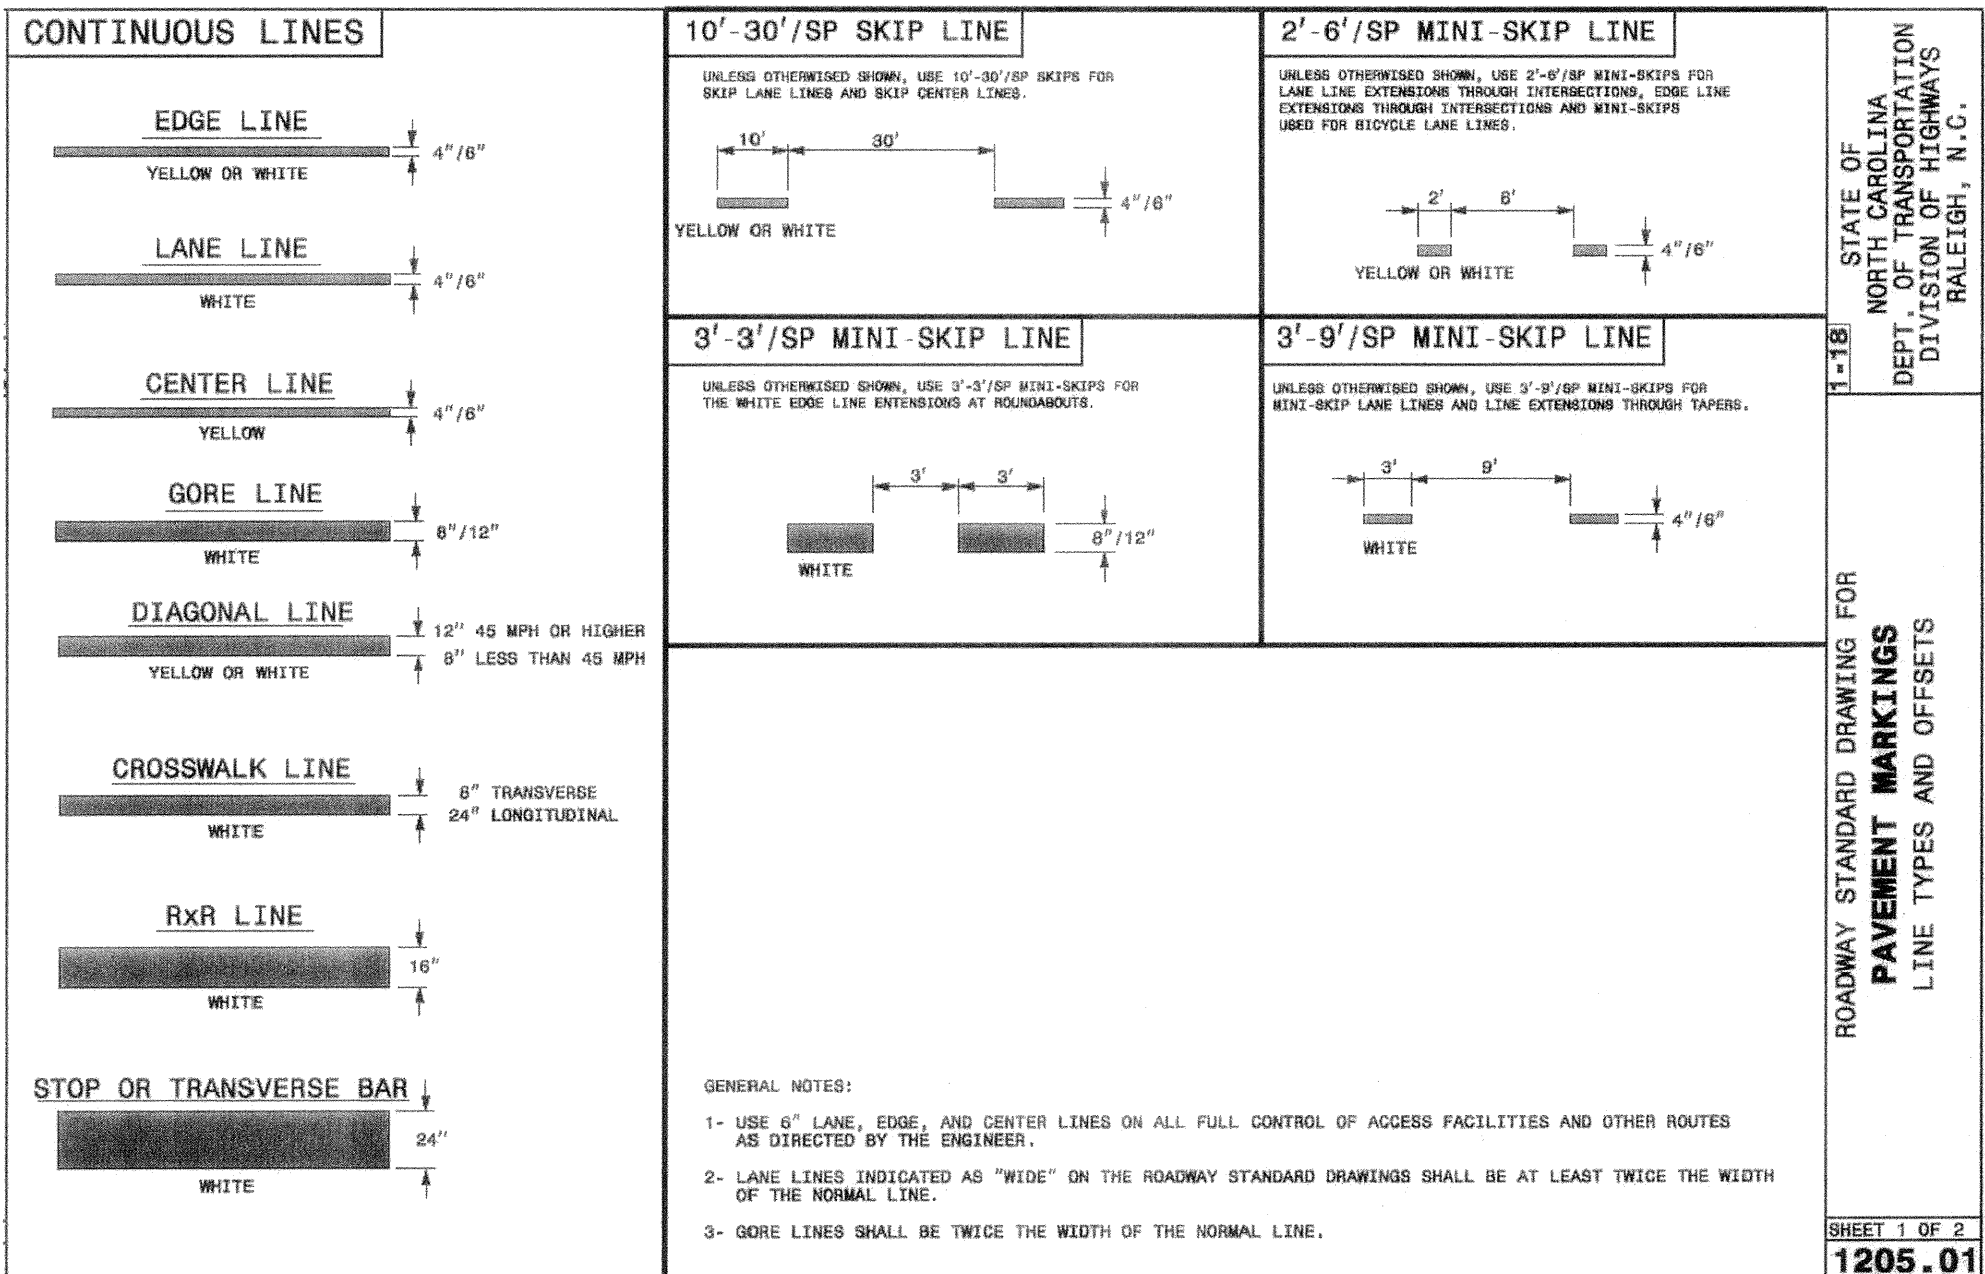 CONTINUOUS LINES
EDGE LINE
4"/6"
YELLOW OR WHITE
LANE LINE
4"/6"
WHITE
CENTER LINE
4"/6"
YELLOW
GORE LINE
8"/12"
WHITE
DIAGONAL LINE
12" 45 MPH OR HIGHER
8" LESS THAN 45 MPH
YELLOW OR WHITE
CROSSWALK LINE
8" TRANSVERSE
24" LONGITUDINAL
WHITE
RxR LINE
16"
WHITE
STOP OR TRANSVERSE BAR
24"
WHITE
10'-30'/SP SKIP LINE
UNLESS OTHERWISED SHOWN, USE 10'-30'/SP SKIPS FOR
SKIP LANE LINES AND SKIP CENTER LINES.
10'
30'
4"/6"
YELLOW OR WHITE
2'-6'/SP MINI-SKIP LINE
UNLESS OTHERWISED SHOWN, USE 2'-6'/SP MINI-SKIPS FOR
LANE LINE EXTENSIONS THROUGH INTERSECTIONS, EDGE LINE
EXTENSIONS THROUGH INTERSECTIONS AND MINI-SKIPS
USED FOR BICYCLE LANE LINES.
2'
6'
4"/6"
YELLOW OR WHITE
3'-3'/SP MINI-SKIP LINE
UNLESS OTHERWISED SHOWN, USE 3'-3'/SP MINI-SKIPS FOR
THE WHITE EDGE LINE ENTENSIONS AT ROUNDABOUTS.
3'
3'
8"/12"
WHITE
3'-9'/SP MINI-SKIP LINE
UNLESS OTHERWISED SHOWN, USE 3'-9'/SP MINI-SKIPS FOR
MINI-SKIP LANE LINES AND LINE EXTENSIONS THROUGH TAPERS.
3'
9'
4"/6"
WHITE
GENERAL NOTES:
1- USE 6" LANE, EDGE, AND CENTER LINES ON ALL FULL CONTROL OF ACCESS FACILITIES AND OTHER ROUTES
AS DIRECTED BY THE ENGINEER.
2- LANE LINES INDICATED AS "WIDE" ON THE ROADWAY STANDARD DRAWINGS SHALL BE AT LEAST TWICE THE WIDTH
OF THE NORMAL LINE.
3- GORE LINES SHALL BE TWICE THE WIDTH OF THE NORMAL LINE.
STATE OF
NORTH CAROLINA
DEPT. OF TRANSPORTATION
DIVISION OF HIGHWAYS
RALEIGH, N.C.
1-18
ROADWAY STANDARD DRAWING FOR
PAVEMENT MARKINGS
LINE TYPES AND OFFSETS
SHEET 1 OF 2
1205.01